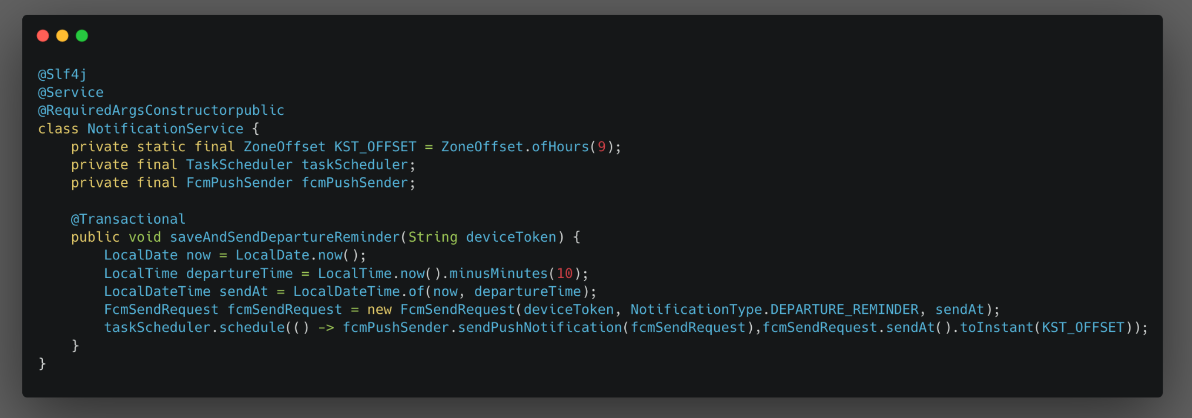 @Slf4j
@Service
@RequiredArgsConstructorpublic
class NotificationService {
    private static final ZoneOffset KST_OFFSET = ZoneOffset.ofHours(9);
    private final TaskScheduler taskScheduler;
    private final FcmPushSender fcmPushSender;

    @Transactional
    public void saveAndSendDepartureReminder(String deviceToken) {
        LocalDate now = LocalDate.now();
        LocalTime departureTime = LocalTime.now().minusMinutes(10);
        LocalDateTime sendAt = LocalDateTime.of(now, departureTime);
        FcmSendRequest fcmSendRequest = new FcmSendRequest(deviceToken, NotificationType.DEPARTURE_REMINDER, sendAt);
        taskScheduler.schedule(() -> fcmPushSender.sendPushNotification(fcmSendRequest),fcmSendRequest.sendAt().toInstant(KST_OFFSET));
    }
}